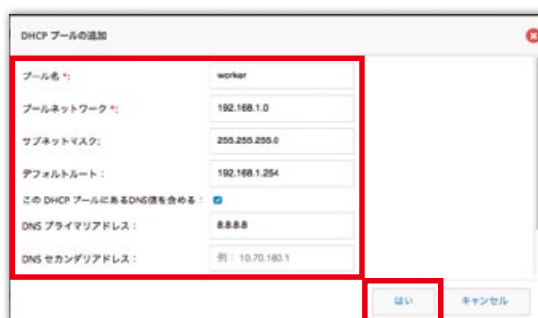 DHCP プールの追加
プール名 *: worker
プールネットワーク *: 192.168.1.0
サブネットマスク: 255.255.255.0
デフォルトルート： 192.168.1.254
この DHCP プールにあるDNS値を含める：
DNS プライマリアドレス： 8.8.8.8
DNS セカンダリアドレス： 例： 10.70.180.1
はい キャンセル